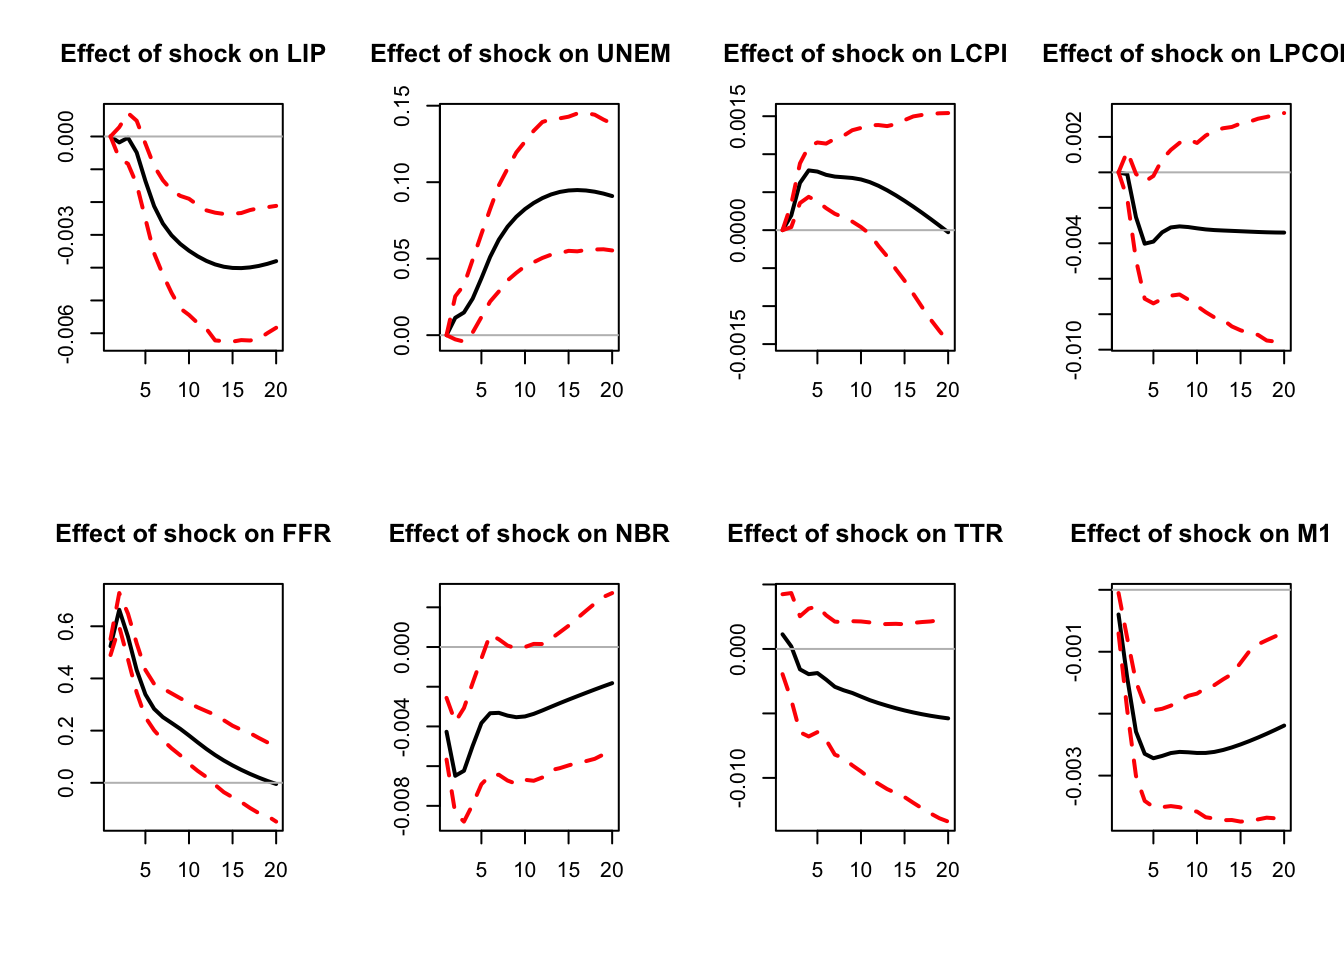 Effect of shock on LIP
Effect of shock on UNEM
Effect of shock on LCPI
Effect of shock on LPCO
0.000
-0.003
-0.006
5 10 15 20
0.15
0.10
0.05
0.00
5 10 15 20
0.0015
0.0000
-0.0015
5 10 15 20
0.002
-0.004
-0.010
5 10 15 20
Effect of shock on FFR
Effect of shock on NBR
Effect of shock on TTR
Effect of shock on M1
0.6
0.4
0.2
0.0
5 10 15 20
0.000
-0.004
-0.008
5 10 15 20
0.000
-0.010
5 10 15 20
-0.001
-0.003
5 10 15 20